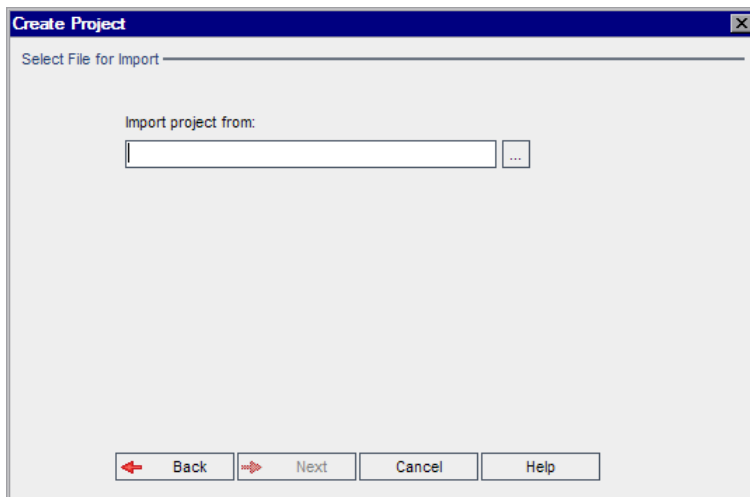 Create Project
Select File for Import
Import project from:
...
Back Next Cancel Help